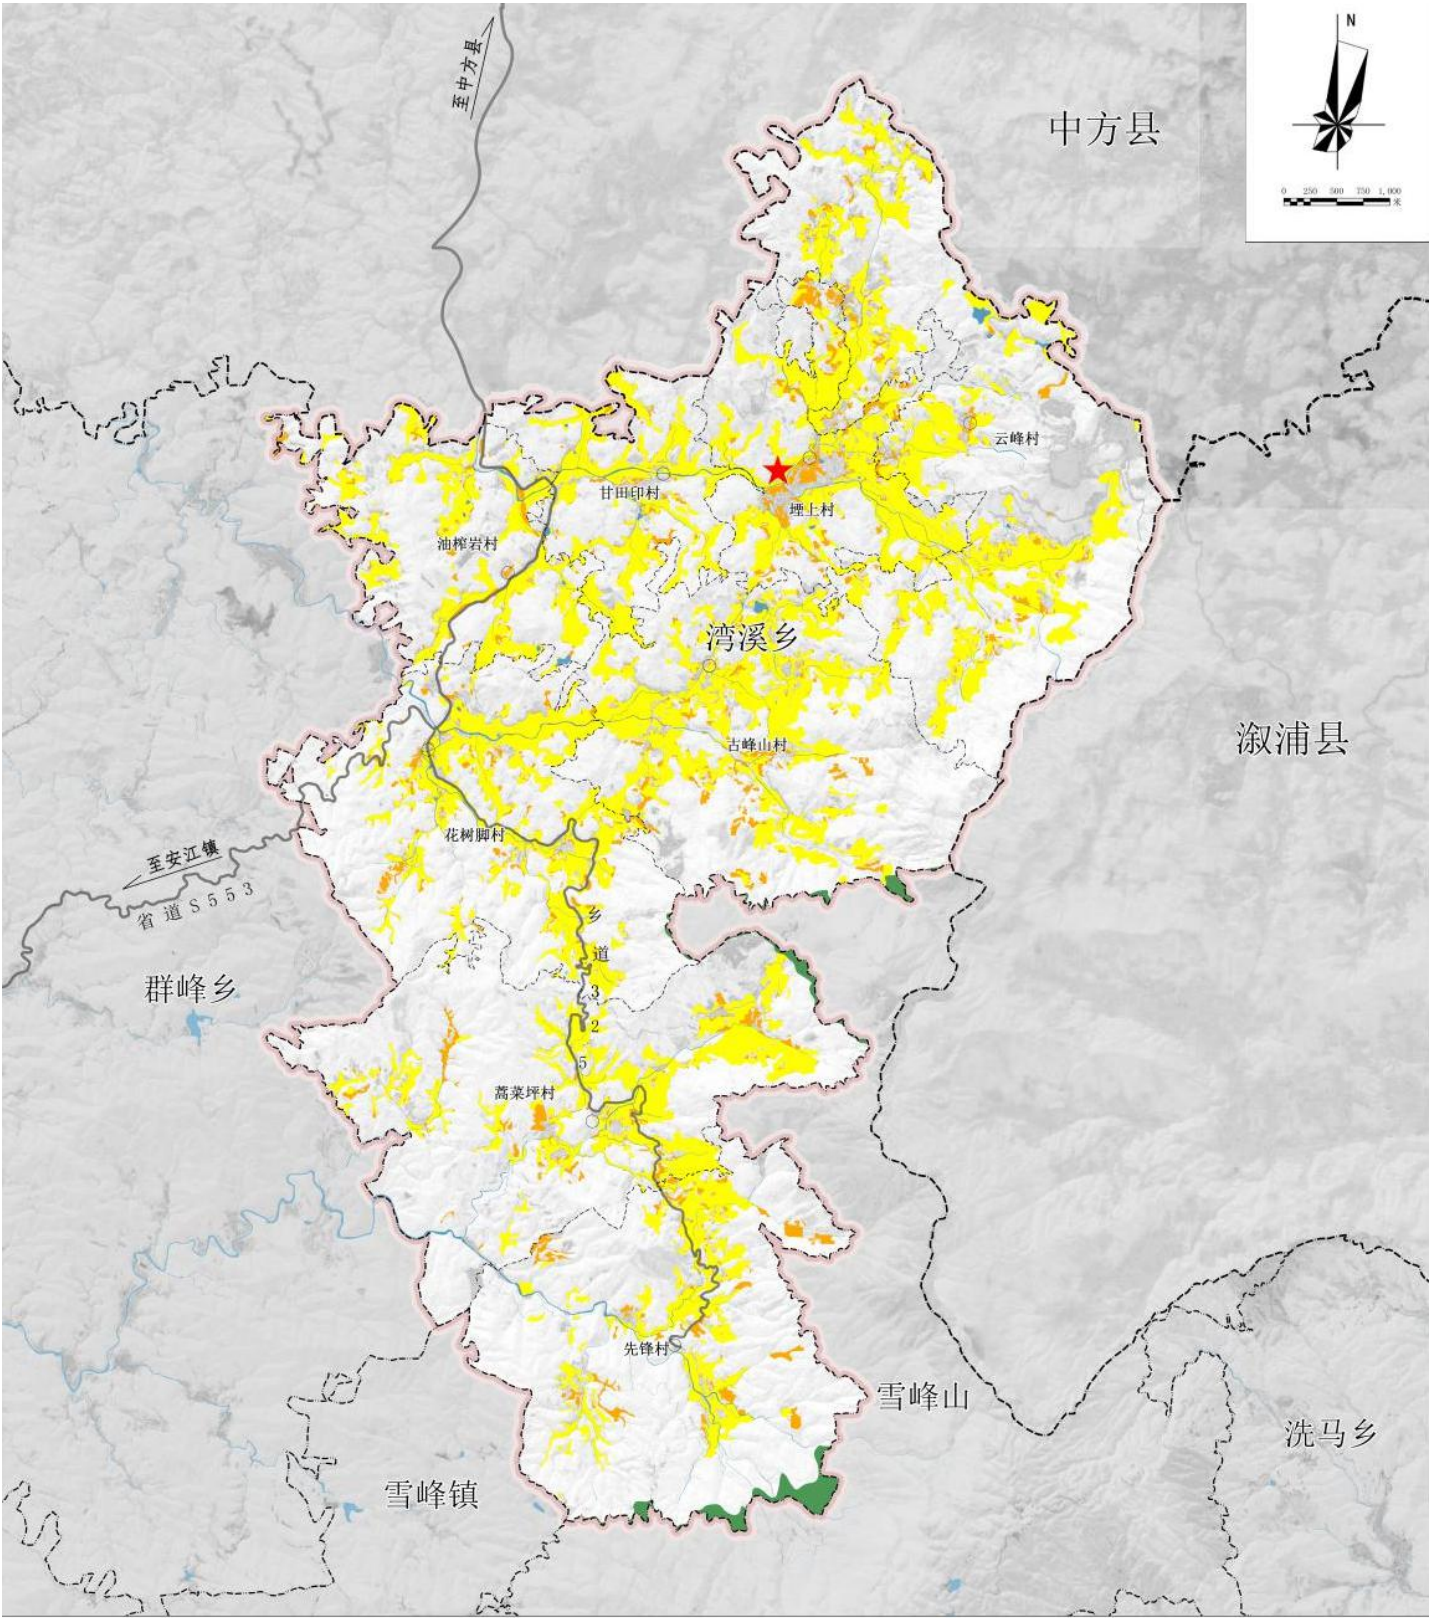 N
0 250 500 750 1,000
米
至中方县
中方县
云峰村
甘田印村
堙上村
油榨岩村
湾溪乡
溆浦县
古峰山村
花树脚村
至安江镇
省道S553
乡道325
群峰乡
蒿菜坪村
先锋村
雪峰山
洗马乡
雪峰镇